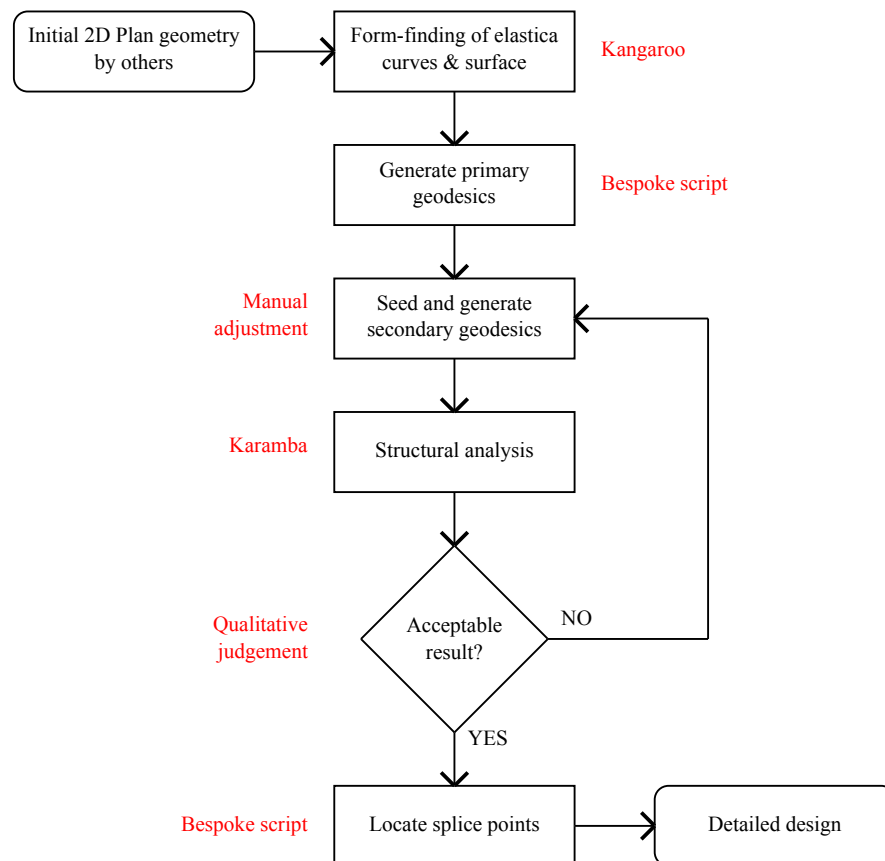 Initial 2D Plan geometry
by others
Form-finding of elastica
curves & surface
Kangaroo
Generate primary
geodesics
Bespoke script
Manual
adjustment
Seed and generate
secondary geodesics
Karamba
Structural analysis
Qualitative
judgement
Acceptable
result?
NO
YES
Bespoke script
Locate splice points
Detailed design